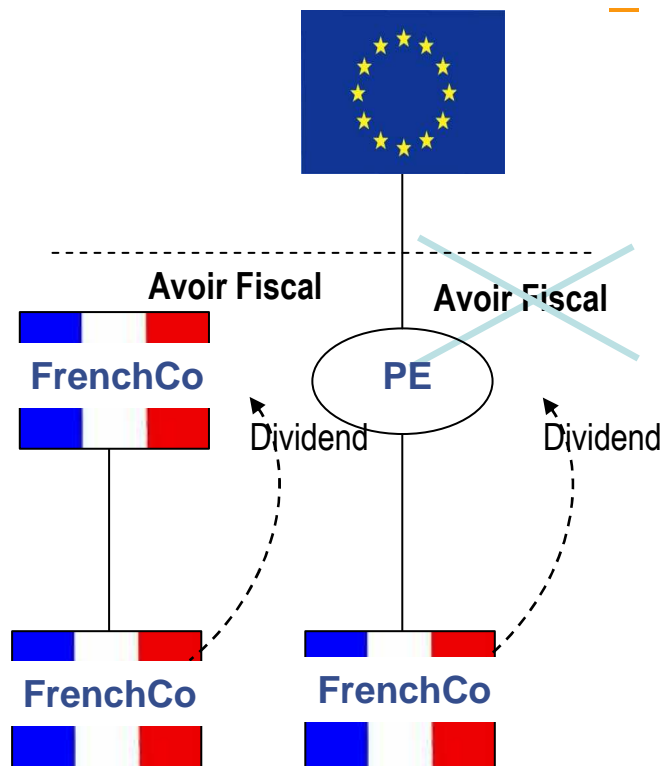 Avoir Fiscal
Avoir Fiscal
FrenchCo
PE
Dividend
Dividend
FrenchCo
FrenchCo